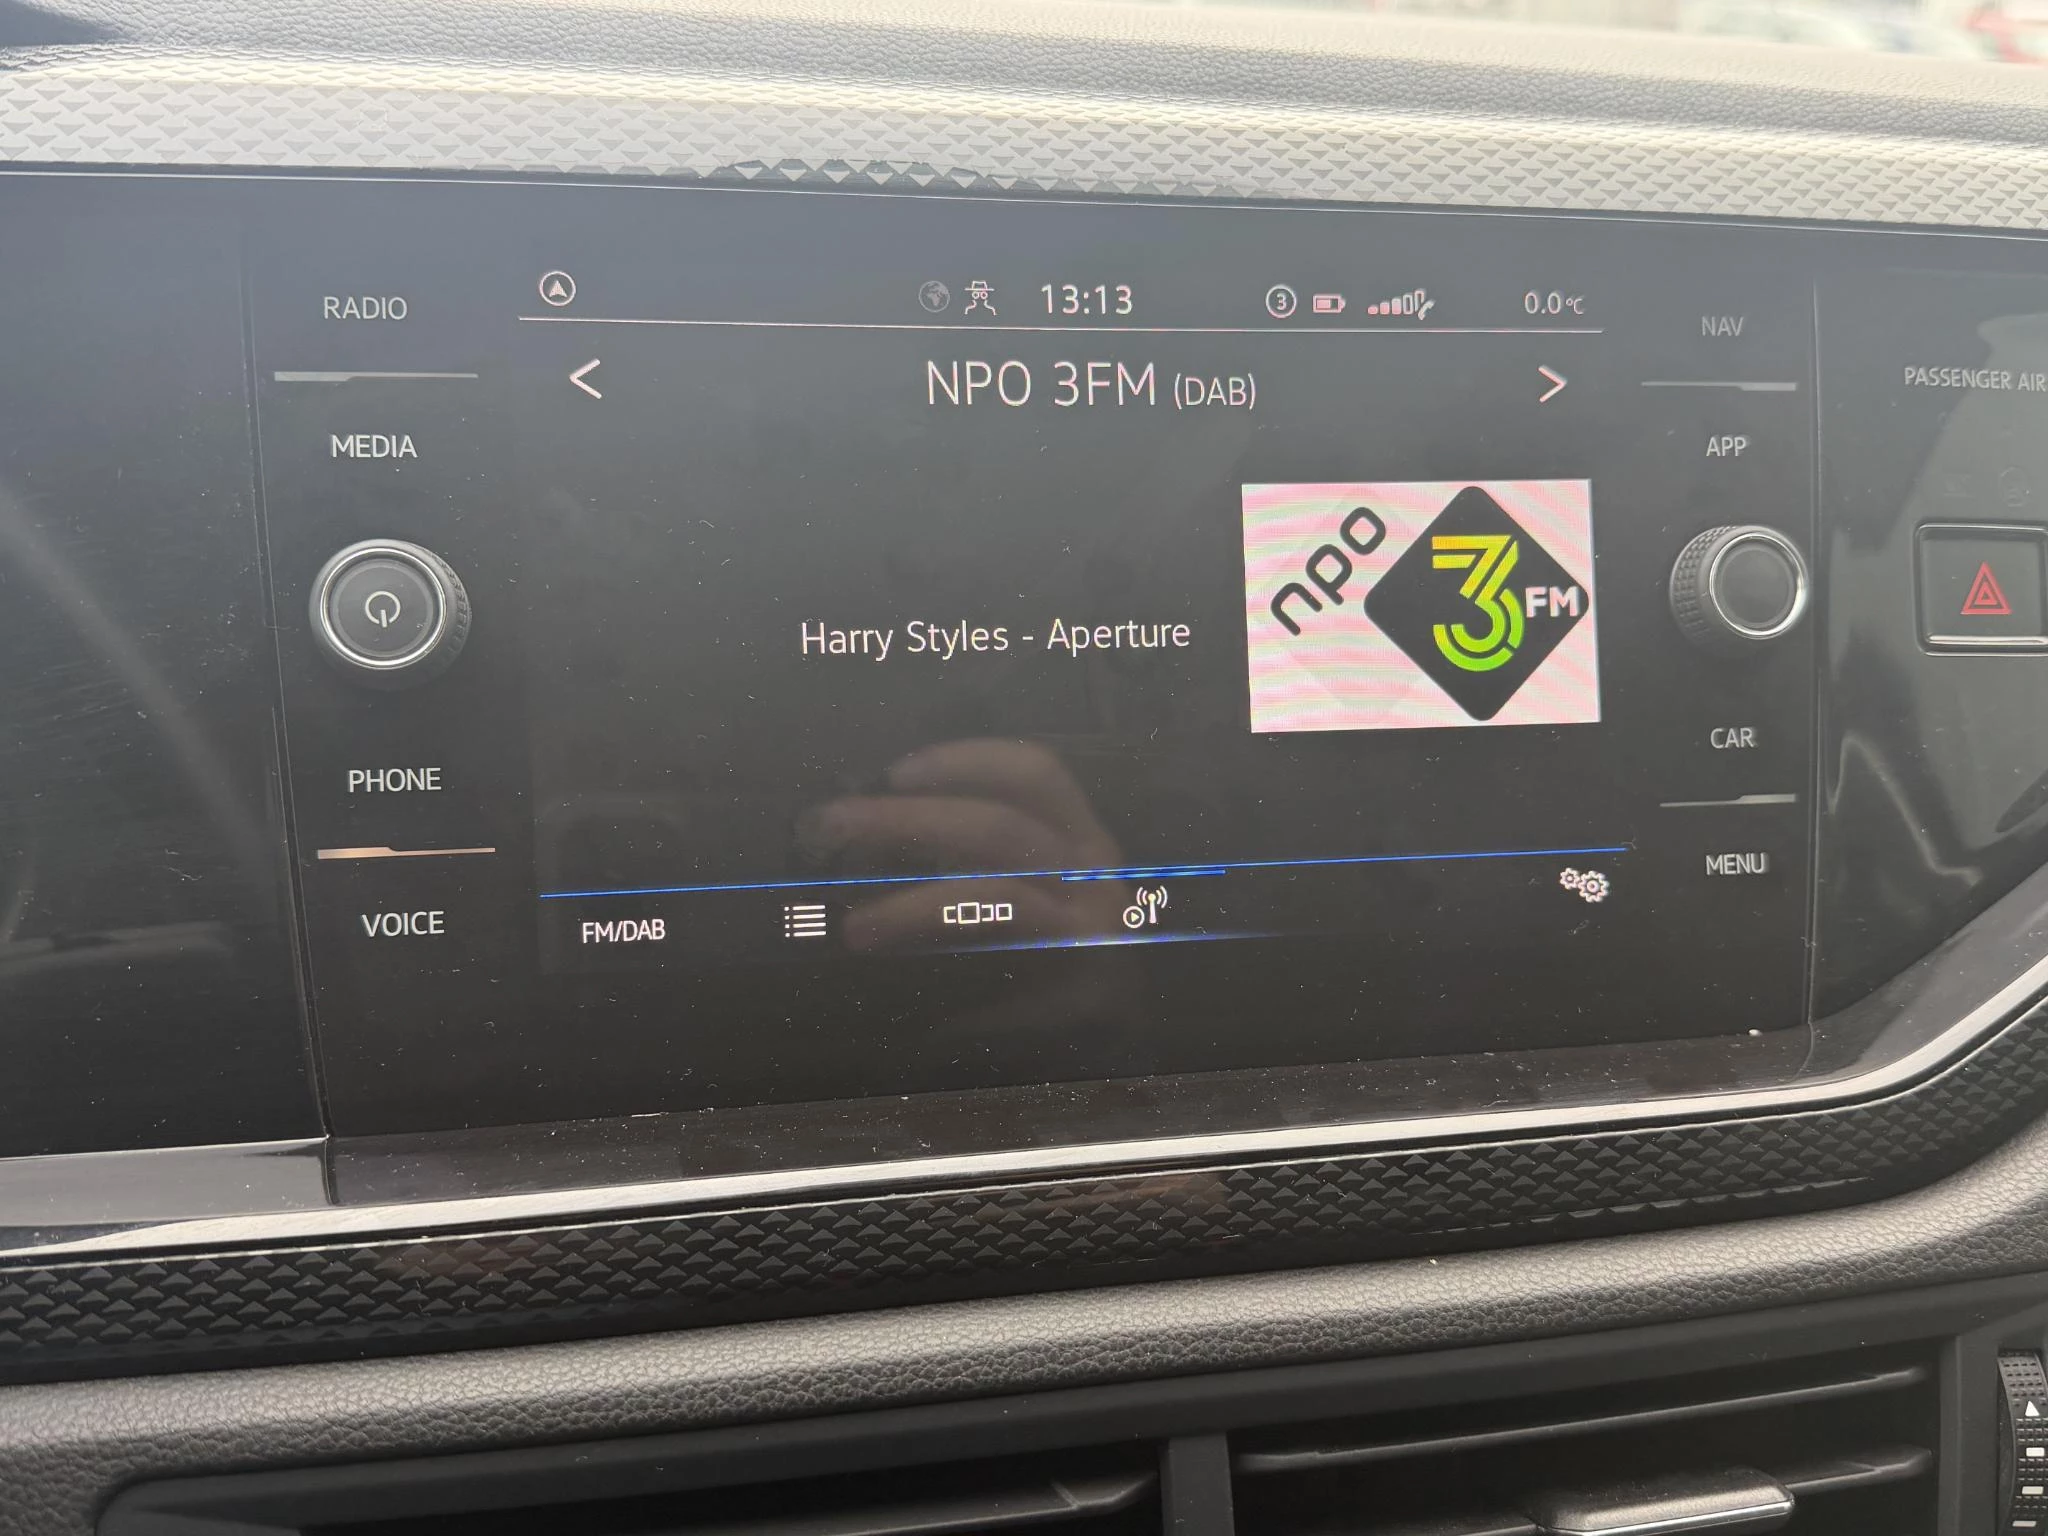 RADIO
MEDIA
PHONE
VOICE
13:13
3
0.0°C
NPO 3FM (DAB)
Harry Styles - Aperture
npo
3FM
FM/DAB
NAV
APP
CAR
MENU
PASSENGER AIR